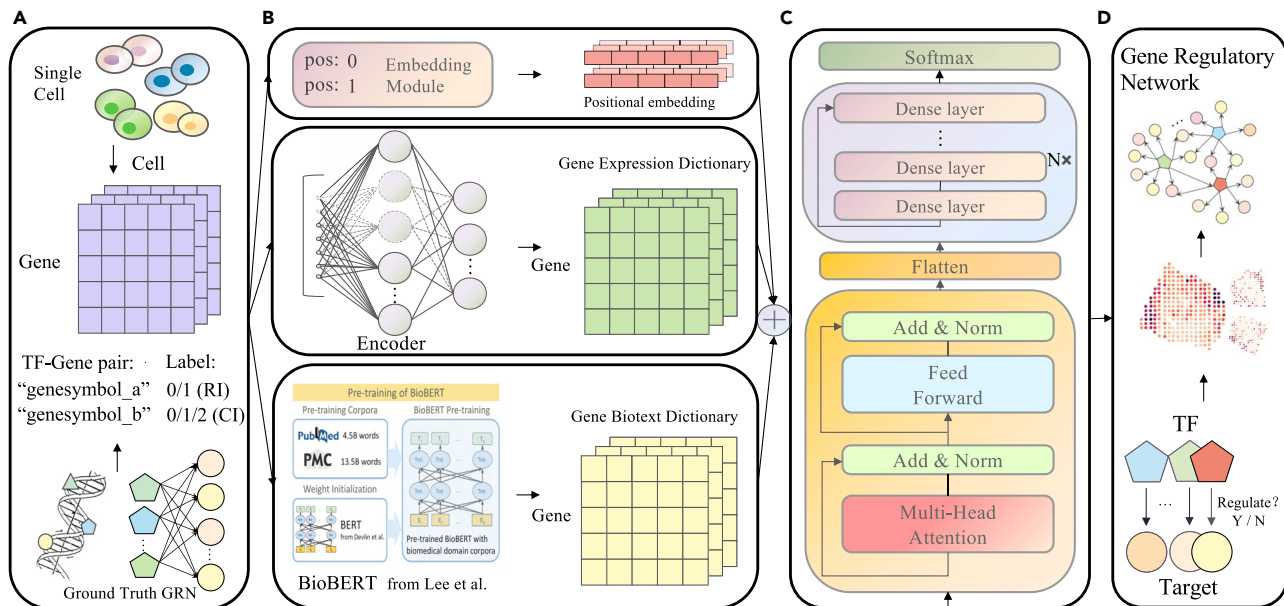 A
Single
Cell
Cell
Gene
TF-Gene pair: Label:
“genesymbol_a” 0/1 (RI)
“genesymbol_b” 0/1/2 (CI)
Ground Truth GRN
B
pos: 0 Embedding
pos: 1 Module
Positional embedding
Encoder
Gene Expression Dictionary
Gene
Pre-training of BioBERT
Pre-training Corpora
PubMed 4.5B words
PMC 13.5B words
Weight Initialization
BERT
from Devlin et al.
BioBERT Pre-training
Pre-trained BioBERT with
biomedical domain corpora
BioBERT from Lee et al.
Gene Biotext Dictionary
Gene
C
Softmax
Dense layer
...
Dense layer
N×
Dense layer
Flatten
Add & Norm
Feed
Forward
Add & Norm
Multi-Head
Attention
D
Gene Regulatory
Network
...
TF
...
Regulate?
Y / N
Target